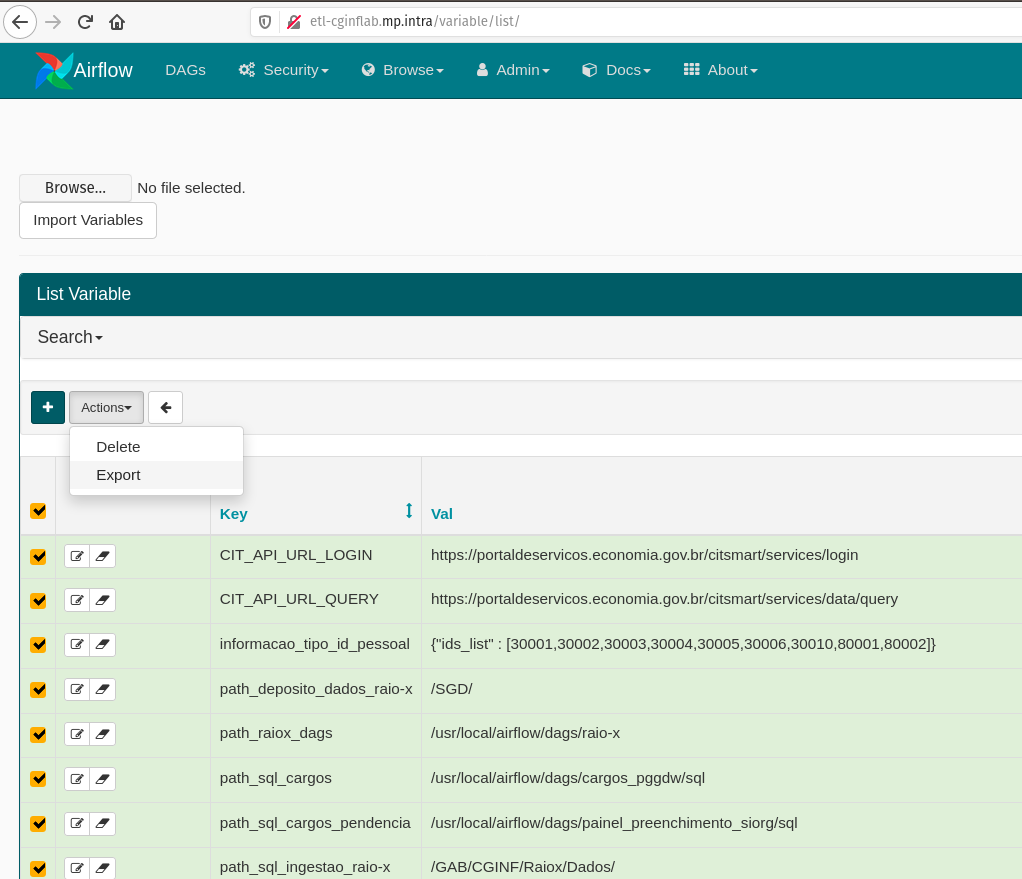 etl-cginflab.mp.intra/variable/list/
Airflow DAGs Security Browse Admin Docs About
Browse... No file selected.
Import Variables
List Variable
Search
+ Actions
Delete
Export
Key Val
CIT_API_URL_LOGIN https://portaldeservicos.economia.gov.br/citsmart/services/login
CIT_API_URL_QUERY https://portaldeservicos.economia.gov.br/citsmart/services/data/query
informacao_tipo_id_pessoal {"ids_list" : [30001,30002,30003,30004,30005,30006,30010,80001,80002]}
path_deposito_dados_raio-x /SGD/
path_raiox_dags /usr/local/airflow/dags/raio-x
path_sql_cargos /usr/local/airflow/dags/cargos_pggdw/sql
path_sql_cargos_pendencia /usr/local/airflow/dags/painel_preenchimento_siorg/sql
path_sql_ingestao_raio-x /GAB/CGINF/Raiox/Dados/